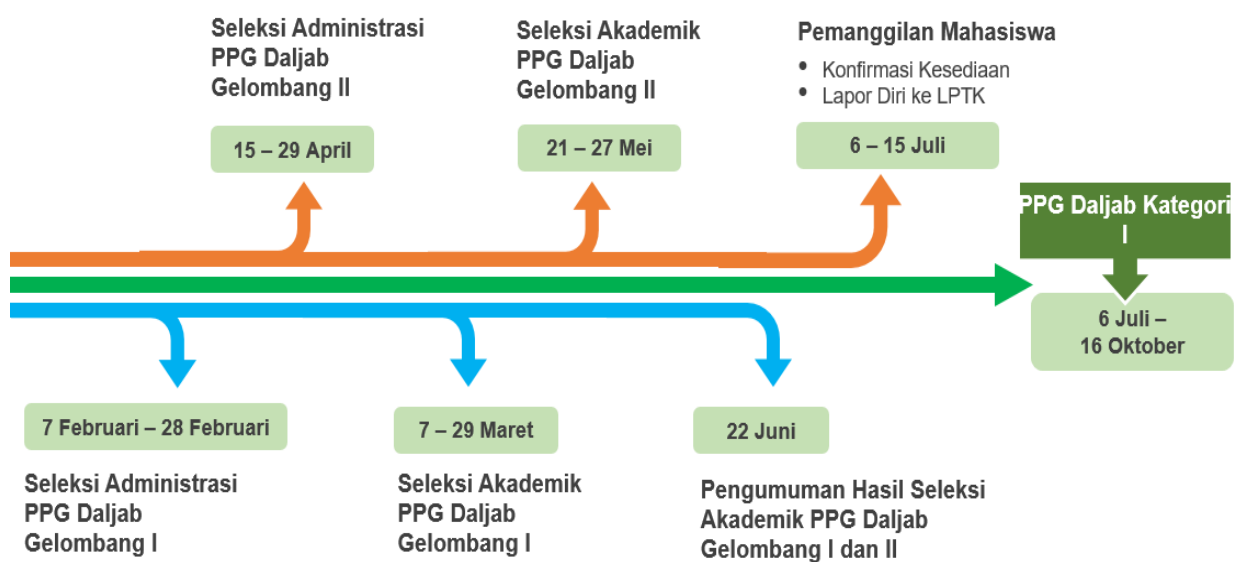 Seleksi Administrasi
PPG Daljab
Gelombang II
15 – 29 April
Seleksi Akademik
PPG Daljab
Gelombang II
21 – 27 Mei
Pemanggilan Mahasiswa
• Konfirmasi Kesediaan
• Lapor Diri ke LPTK
6 – 15 Juli
PPG Daljab Kategori
I
6 Juli –
16 Oktober
7 Februari – 28 Februari
Seleksi Administrasi
PPG Daljab
Gelombang I
7 – 29 Maret
Seleksi Akademik
PPG Daljab
Gelombang I
22 Juni
Pengumuman Hasil Seleksi
Akademik PPG Daljab
Gelombang I dan II